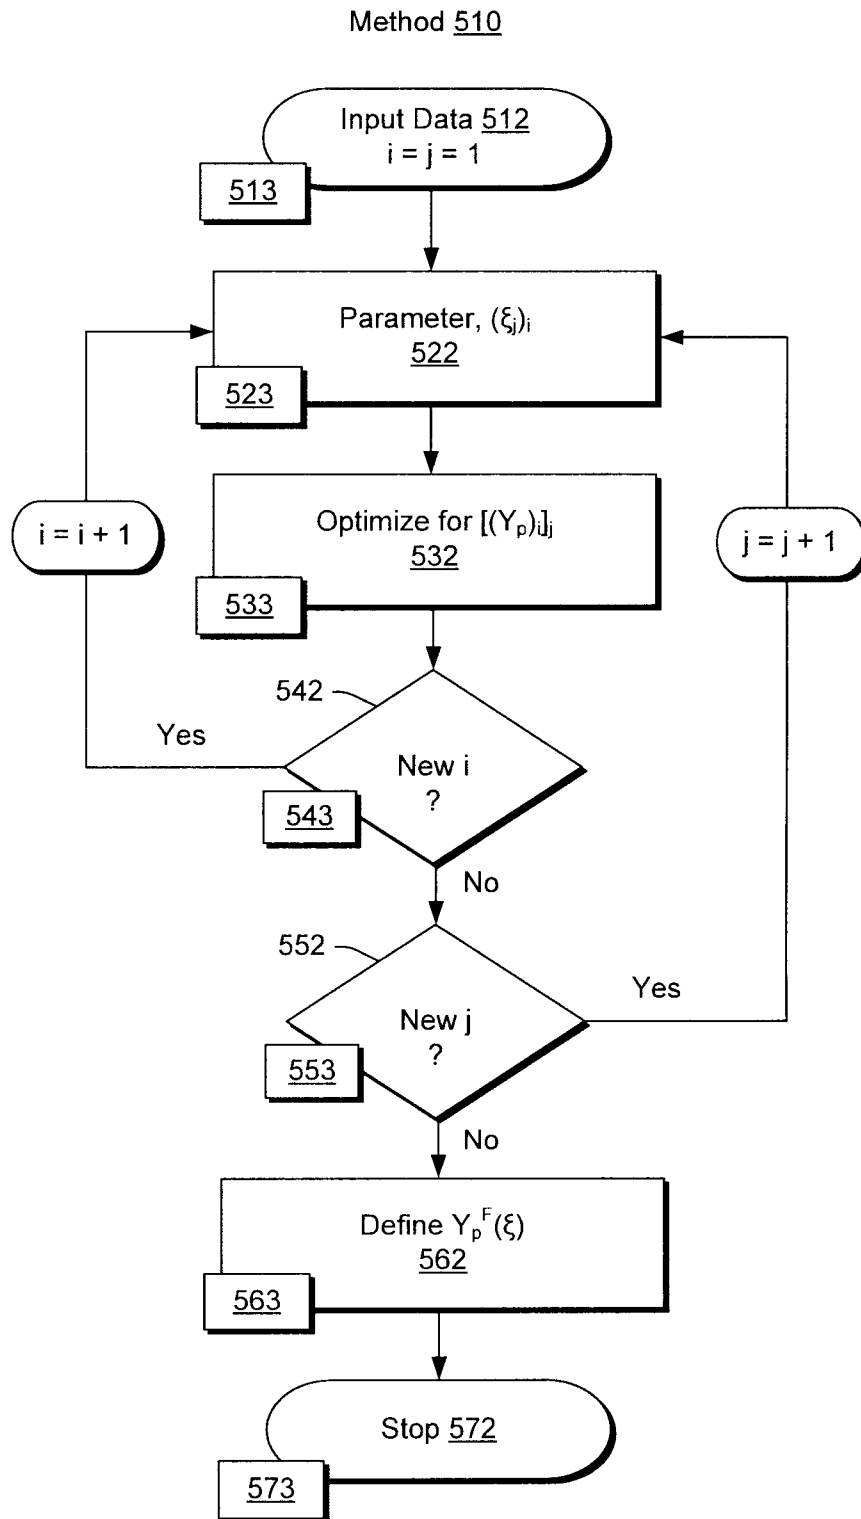 Method 510
Input Data 512
i = j = 1
513
Parameter, (ξj)i
522
523
i = i + 1
Optimize for [(Yp)i]j
532
j = j + 1
533
542
Yes
New i
?
543
No
552
Yes
New j
?
553
No
Define YpF(ξ)
562
563
Stop 572
573